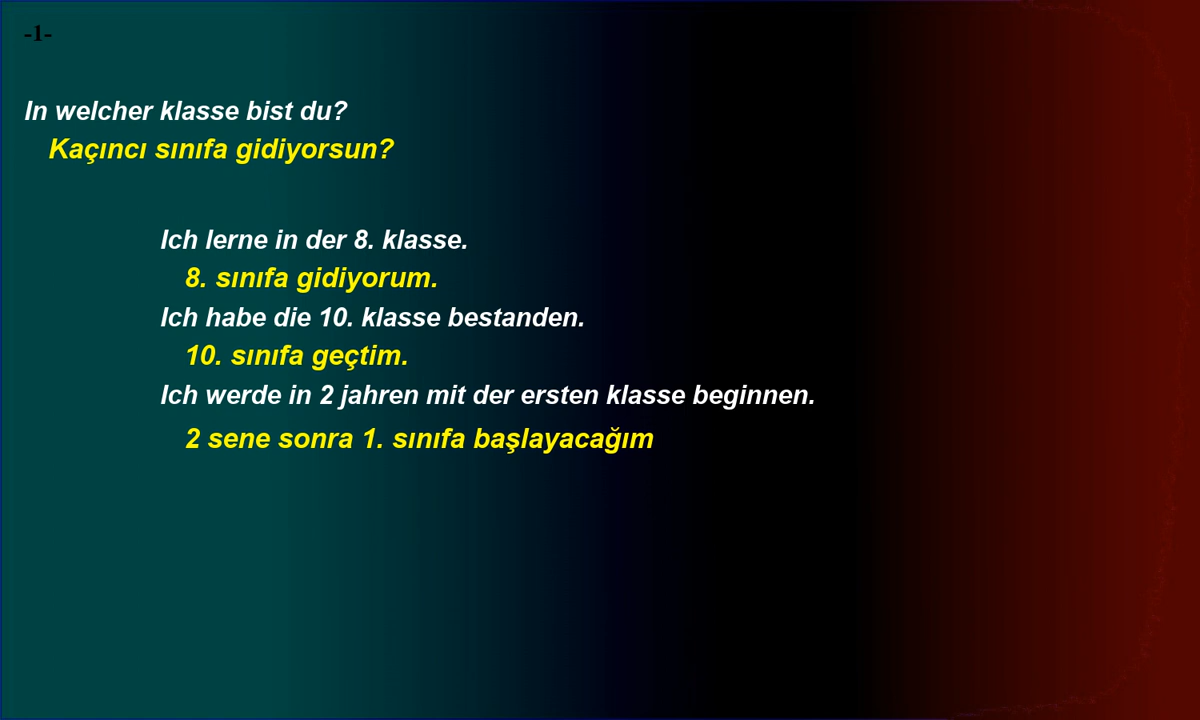 -1-
In welcher klasse bist du?
Kaçıncı sınıfa gidiyorsun?
Ich lerne in der 8. klasse.
8. sınıfa gidiyorum.
Ich habe die 10. klasse bestanden.
10. sınıfa geçtim.
Ich werde in 2 jahren mit der ersten klasse beginnen.
2 sene sonra 1. sınıfa başlayacağım